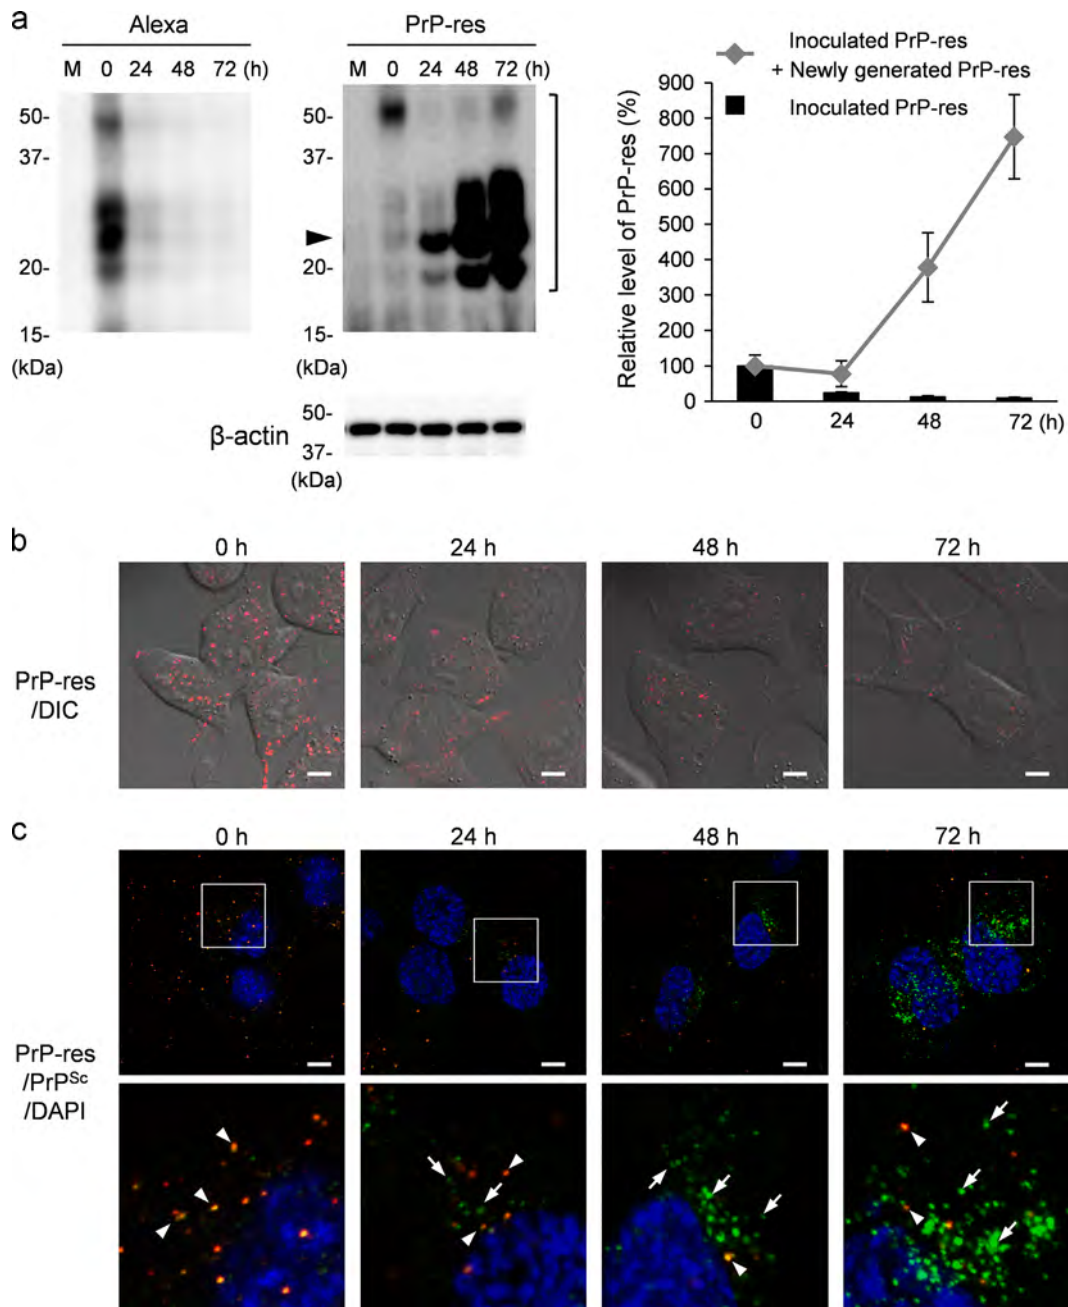 a
Alexa
M 0 24 48 72 (h)
50-
37-
20-
15-
(kDa)
PrP-res
M 0 24 48 72 (h)
50-
37-
20-
15-
(kDa)
β-actin
50-
37-
(kDa)
Inoculated PrP-res
+ Newly generated PrP-res
Inoculated PrP-res
Relative level of PrP-res (%)
900
800
700
600
500
400
300
200
100
0
0 24 48 72 (h)
b
0 h 24 h 48 h 72 h
PrP-res
/DIC
c
0 h 24 h 48 h 72 h
PrP-res
/PrPSc
/DAPI